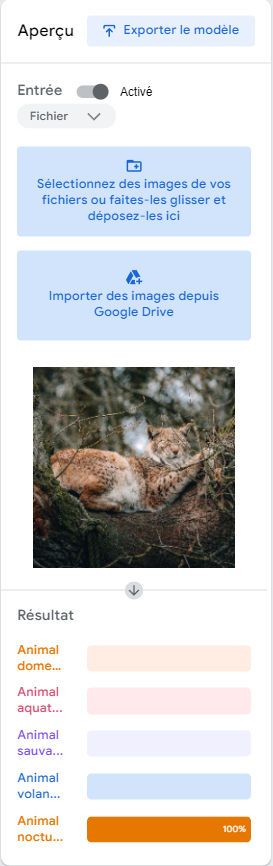 Aperçu
Exporter le modèle
Entrée
Activé
Fichier
Sélectionnez des images de vos
fichiers ou faites-les glisser et
déposez-les ici
Importer des images depuis
Google Drive
Résultat
Animal
dome...
Animal
aquat...
Animal
sauva...
Animal
volan...
Animal
noctu...
100%